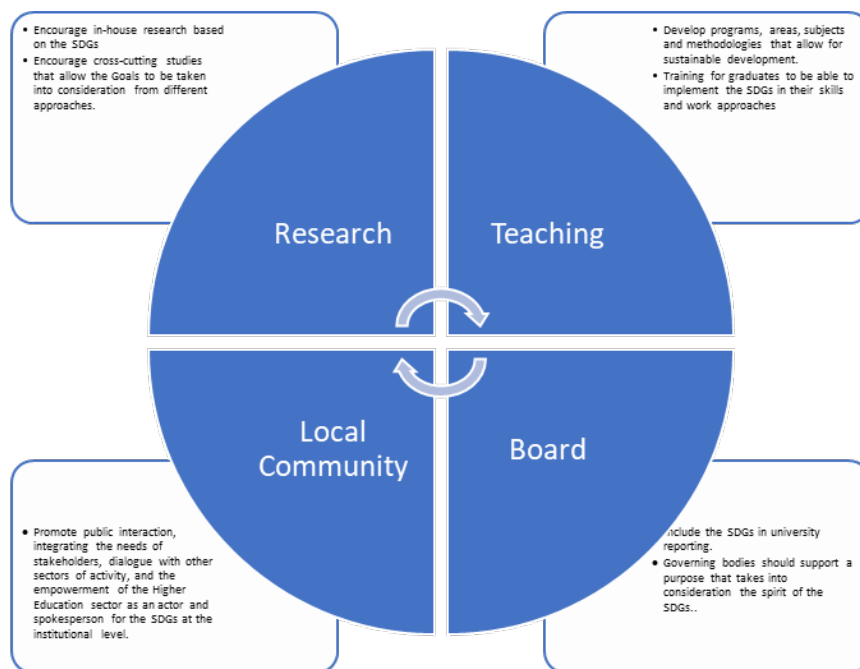 • Encourage in-house research based
on the SDGs
• Encourage cross-cutting studies
that allow the Goals to be taken
into consideration from different
approaches.
• Develop programs, areas, subjects
and methodologies that allow for
sustainable development.
• Training for graduates to be able to
implement the SDGs in their skills
and work approaches
Research
Teaching
Local
Community
Board
• Promote public interaction,
integrating the needs of
stakeholders, dialogue with other
sectors of activity, and the
empowerment of the Higher
Education sector as an actor and
spokesperson for the SDGs at the
institutional level.
include the SDGs in university
reporting.
• Governing bodies should support a
purpose that takes into
consideration the spirit of the
SDGs..